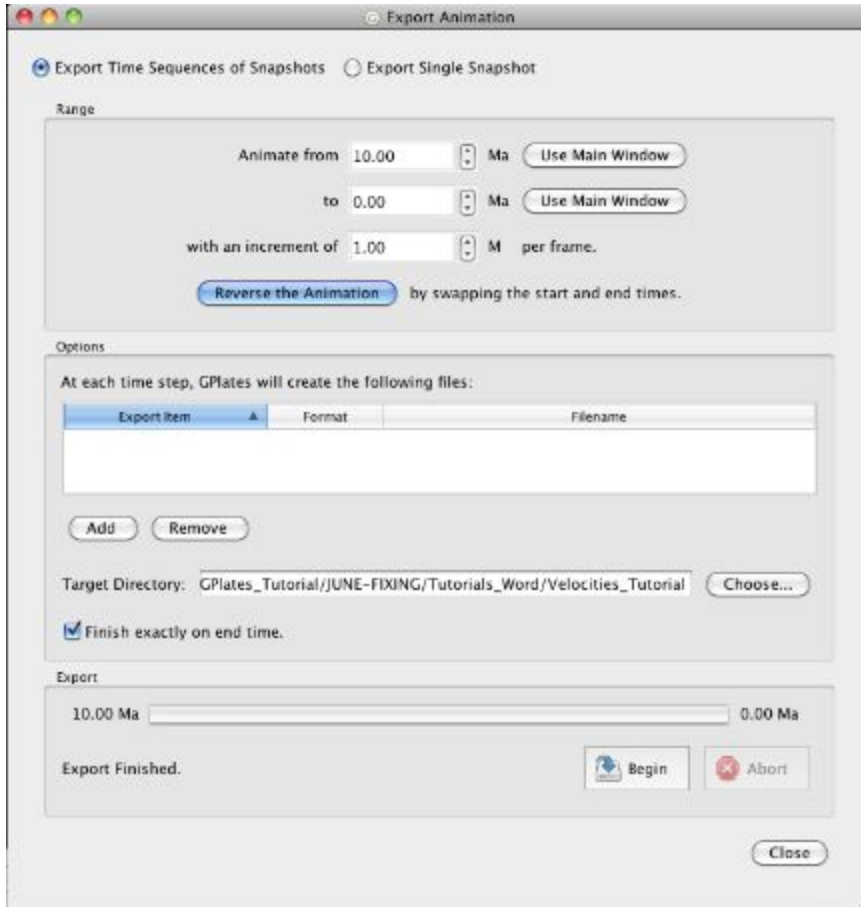 Export Animation
Export Time Sequences of Snapshots Export Single Snapshot
Range
Animate from 10.00 Ma Use Main Window
to 0.00 Ma Use Main Window
with an increment of 1.00 M per frame.
Reverse the Animation by swapping the start and end times.
Options
At each time step, GPlates will create the following files:
Export Item Format Filename
Add Remove
Target Directory: GPlates_Tutorial/JUNE-FIXING/Tutorials_Word/Velocities_Tutorial Choose...
Finish exactly on end time.
Export
10.00 Ma 0.00 Ma
Export Finished. Begin Abort
Close